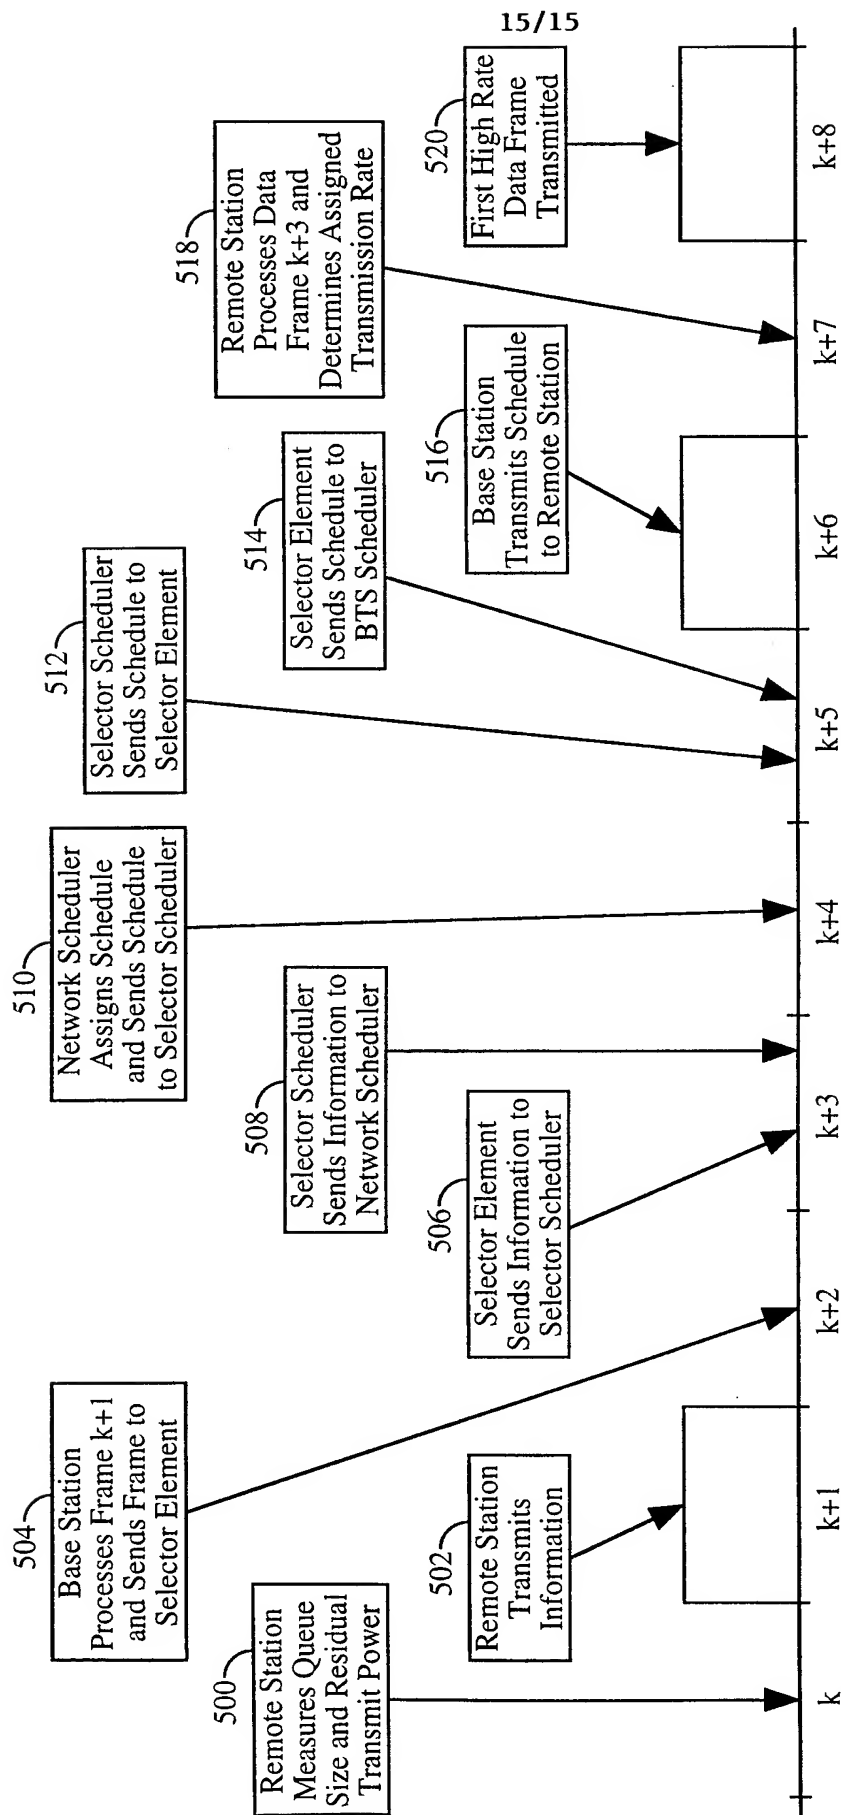 15/15
500
Remote Station
Measures Queue
Size and Residual
Transmit Power
502
Remote Station
Transmits
Information
504
Base Station
Processes Frame k+1
and Sends Frame to
Selector Element
506
Selector Element
Sends Information to
Selector Scheduler
508
Selector Scheduler
Sends Information to
Network Scheduler
510
Network Scheduler
Assigns Schedule
and Sends Schedule
to Selector Scheduler
512
Selector Scheduler
Sends Schedule to
Selector Element
514
Selector Element
Sends Schedule to
BTS Scheduler
516
Base Station
Transmits Schedule
to Remote Station
518
Remote Station
Processes Data
Frame k+3 and
Determines Assigned
Transmission Rate
520
First High Rate
Data Frame
Transmitted
k
k+1
k+2
k+3
k+4
k+5
k+6
k+7
k+8